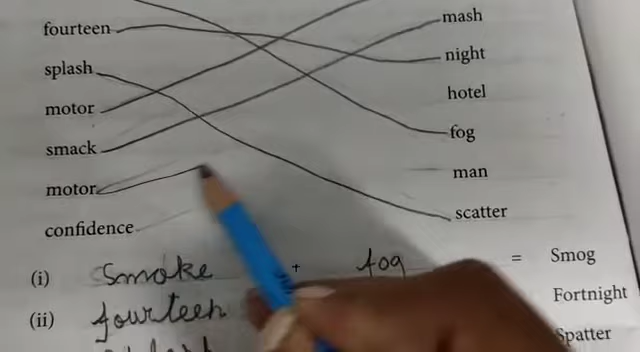 fourteen mash
splash night
motor hotel
smack fog
motor man
confidence scatter
(i) Smoke + fog = Smog
(ii) fourteen Fortnight
Spatter